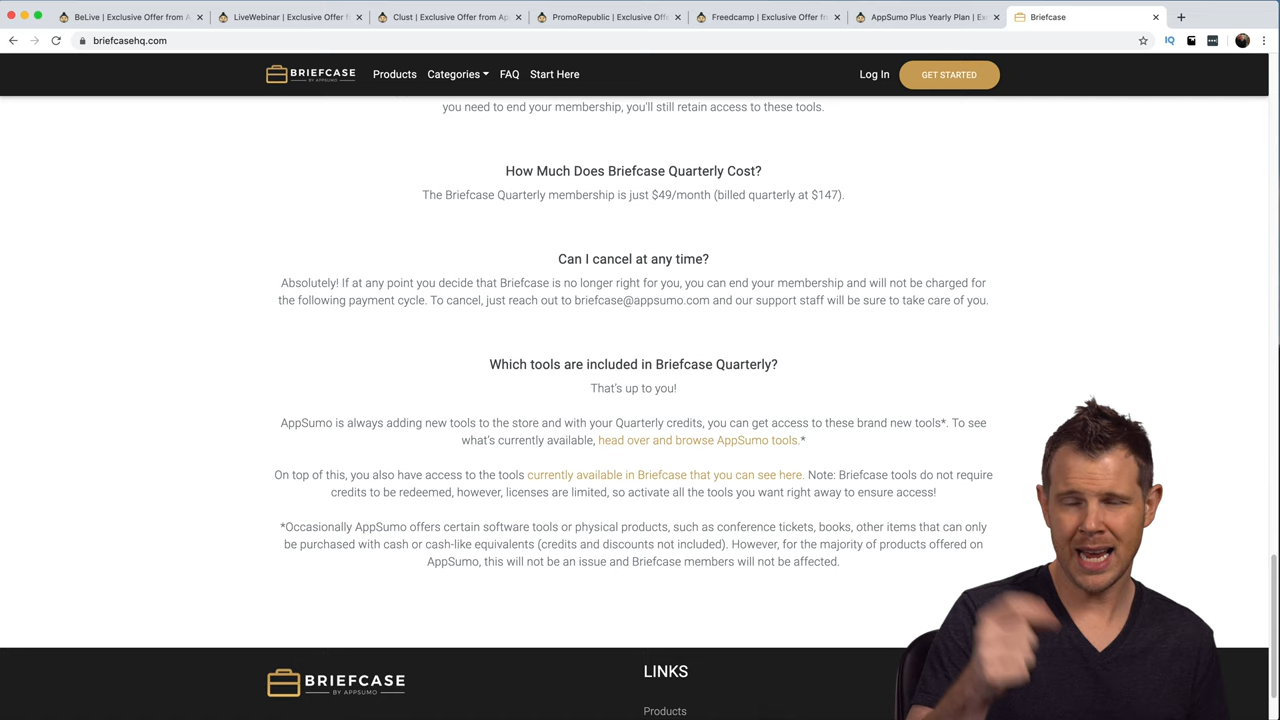 BeLive | Exclusive Offer from A
LiveWebinar | Exclusive Offer f
Clust | Exclusive Offer from Ap
PromoRepublic | Exclusive Offe
Freedcamp | Exclusive Offer fro
AppSumo Plus Yearly Plan | Exc
Briefcase
briefcasehq.com
IQ
BRIEFCASE
BY APPSUMO
Products
Categories
FAQ
Start Here
Log In
GET STARTED
you need to end your membership, you'll still retain access to these tools.
How Much Does Briefcase Quarterly Cost?
The Briefcase Quarterly membership is just $49/month (billed quarterly at $147).
Can I cancel at any time?
Absolutely! If at any point you decide that Briefcase is no longer right for you, you can end your membership and will not be charged for
the following payment cycle. To cancel, just reach out to briefcase@appsumo.com and our support staff will be sure to take care of you.
Which tools are included in Briefcase Quarterly?
That's up to you!
AppSumo is always adding new tools to the store and with your Quarterly credits, you can get access to these brand new tools*. To see
what's currently available, head over and browse AppSumo tools.*
On top of this, you also have access to the tools currently available in Briefcase that you can see here. Note: Briefcase tools do not require
credits to be redeemed, however, licenses are limited, so activate all the tools you want right away to ensure access!
*Occasionally AppSumo offers certain software tools or physical products, such as conference tickets, books, other items that can only
be purchased with cash or cash-like equivalents (credits and discounts not included). However, for the majority of products offered on
AppSumo, this will not be an issue and Briefcase members will not be affected.
BRIEFCASE
BY APPSUMO
LINKS
Products